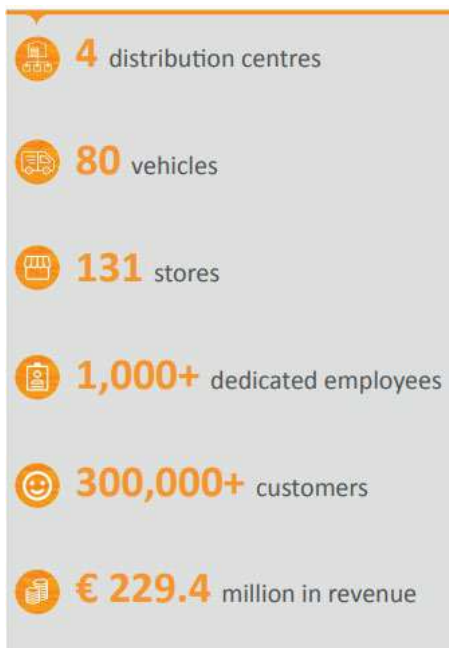 4 distribution centres
80 vehicles
131 stores
1,000+ dedicated employees
300,000+ customers
€ 229.4 million in revenue